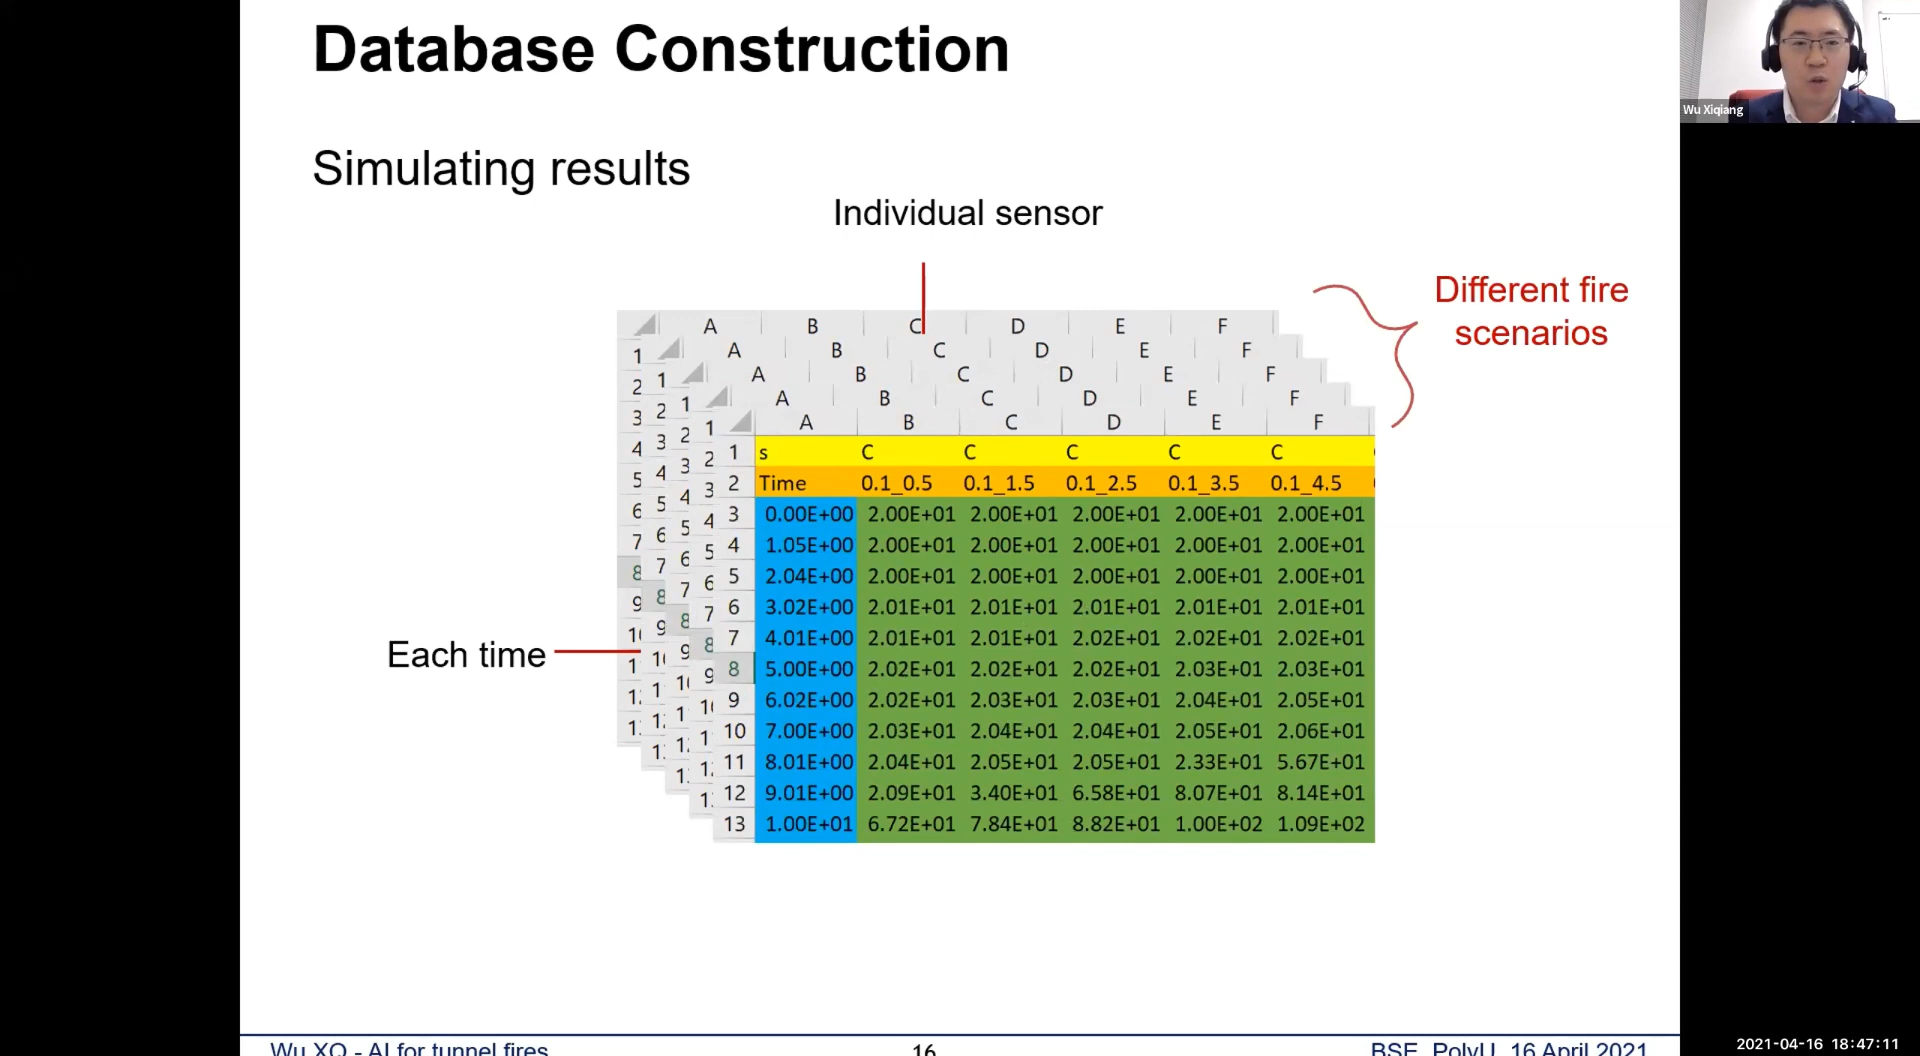 Database Construction
Wu Xiqiang
Simulating results
Individual sensor
Different fire
scenarios
A B C D E F
A B C D E F
A B C D E F
A B C D E F
A B C D E F
1 s C C C C C
2 Time 0.1_0.5 0.1_1.5 0.1_2.5 0.1_3.5 0.1_4.5
3 0.00E+00 2.00E+01 2.00E+01 2.00E+01 2.00E+01 2.00E+01
4 1.05E+00 2.00E+01 2.00E+01 2.00E+01 2.00E+01 2.00E+01
5 2.04E+00 2.00E+01 2.00E+01 2.00E+01 2.00E+01 2.00E+01
6 3.02E+00 2.01E+01 2.01E+01 2.01E+01 2.01E+01 2.01E+01
7 4.01E+00 2.01E+01 2.01E+01 2.02E+01 2.02E+01 2.02E+01
8 5.00E+00 2.02E+01 2.02E+01 2.02E+01 2.03E+01 2.03E+01
9 6.02E+00 2.02E+01 2.03E+01 2.03E+01 2.04E+01 2.05E+01
10 7.00E+00 2.03E+01 2.04E+01 2.04E+01 2.05E+01 2.06E+01
11 8.01E+00 2.04E+01 2.05E+01 2.05E+01 2.33E+01 5.67E+01
12 9.01E+00 2.09E+01 3.40E+01 6.58E+01 8.07E+01 8.14E+01
13 1.00E+01 6.72E+01 7.84E+01 8.82E+01 1.00E+02 1.09E+02
Each time
Wu XQ - AI for tunnel fires
16
BSE, PolyU, 16 April 2021
2021-04-16 18:47:11